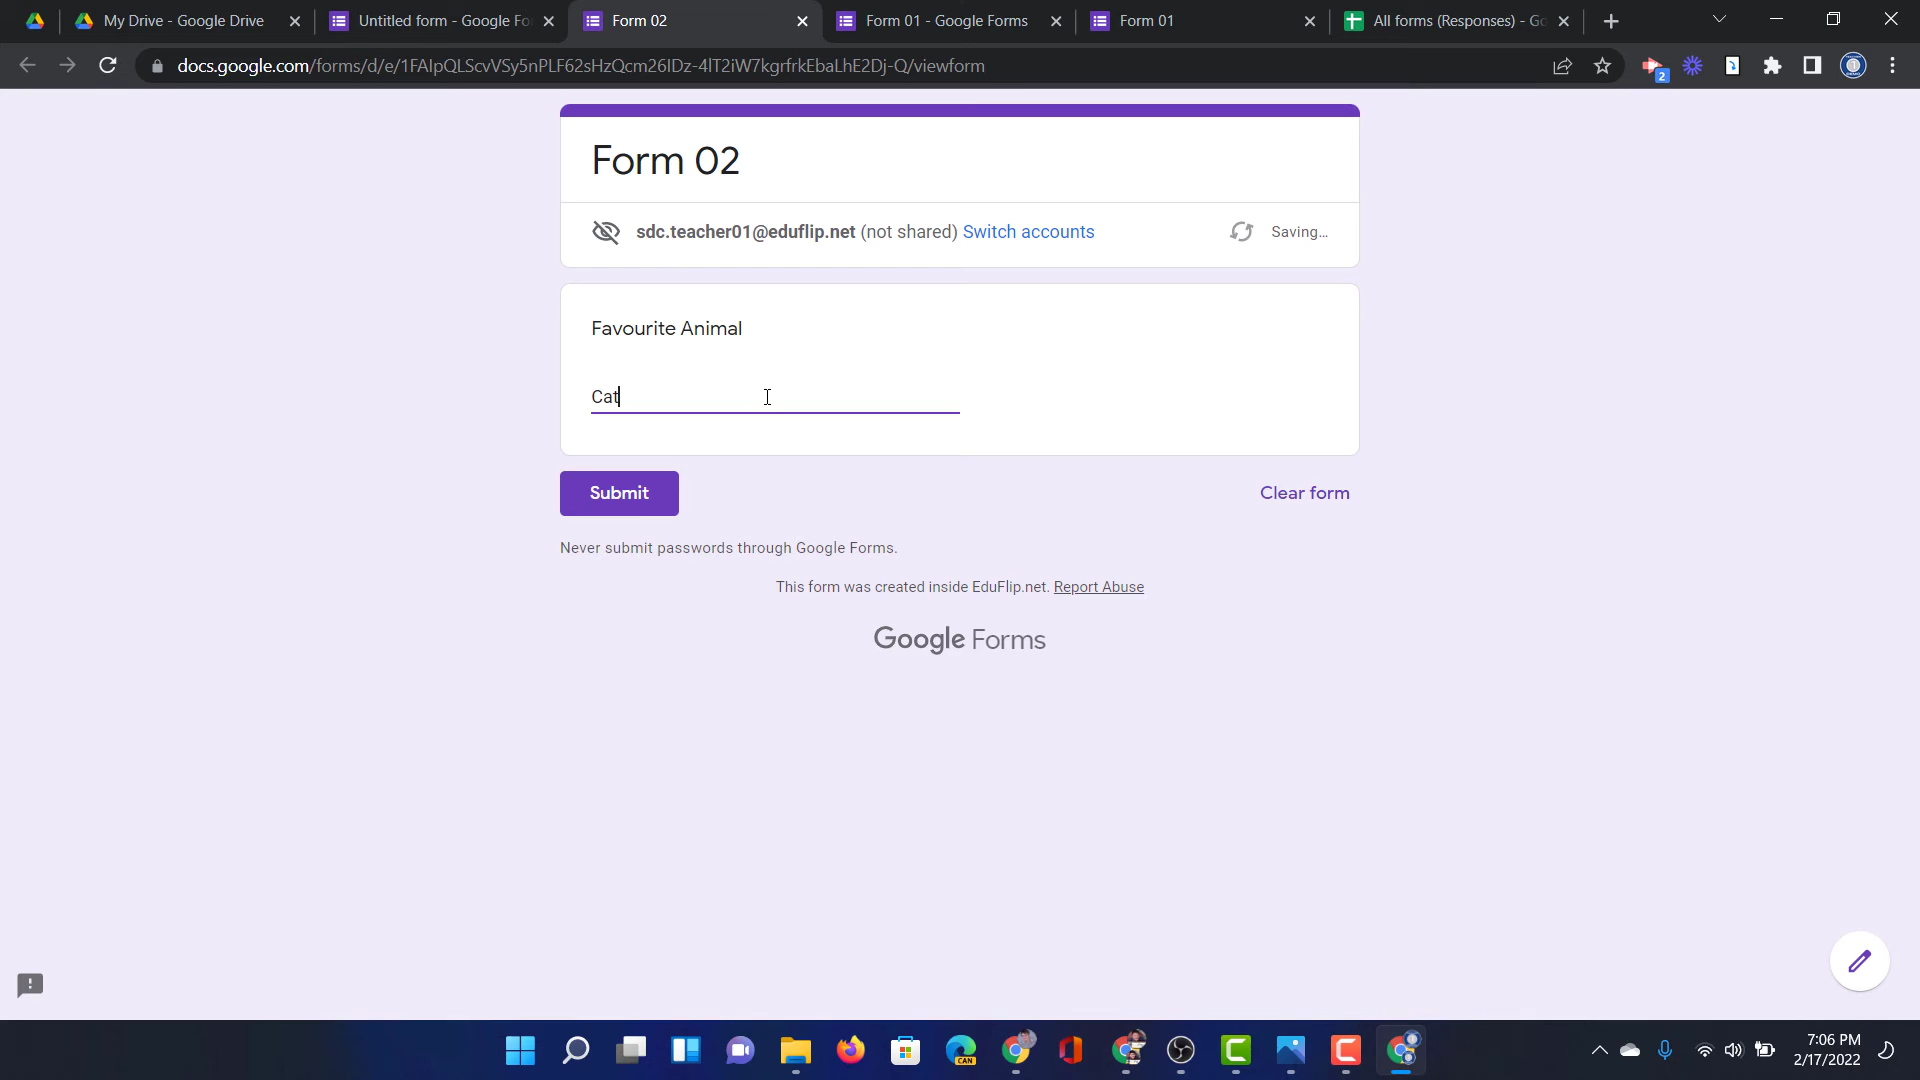 My Drive - Google Drive
Untitled form - Google Fo
Form 02
Form 01 - Google Forms
Form 01
All forms (Responses) - Go
docs.google.com/forms/d/e/1FAIpQLScvVSy5nPLF62sHzQcm26IDz-4lT2iW7kgrfrkEbaLhE2Dj-Q/viewform
2
Form 02
sdc.teacher01@eduflip.net (not shared) Switch accounts
Saving...
Favourite Animal
Cat
Submit
Clear form
Never submit passwords through Google Forms.
This form was created inside EduFlip.net. Report Abuse
Google Forms
CAN
7:06 PM
2/17/2022